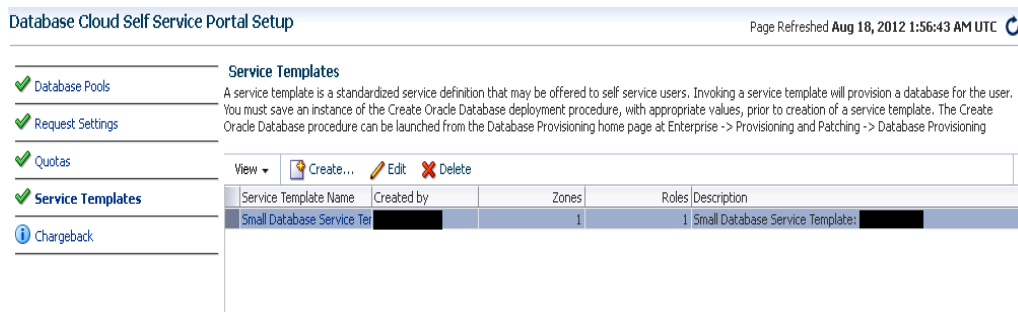 Database Cloud Self Service Portal Setup
Page Refreshed Aug 18, 2012 1:56:43 AM UTC
Database Pools
Request Settings
Quotas
Service Templates
Chargeback
Service Templates
A service template is a standardized service definition that may be offered to self service users. Invoking a service template will provision a database for the user.
You must save an instance of the Create Oracle Database deployment procedure, with appropriate values, prior to creation of a service template. The Create
Oracle Database procedure can be launched from the Database Provisioning home page at Enterprise -> Provisioning and Patching -> Database Provisioning
View Create... Edit Delete
Service Template Name Created by Zones Roles Description
Small Database Service Ter 1 1 Small Database Service Template: